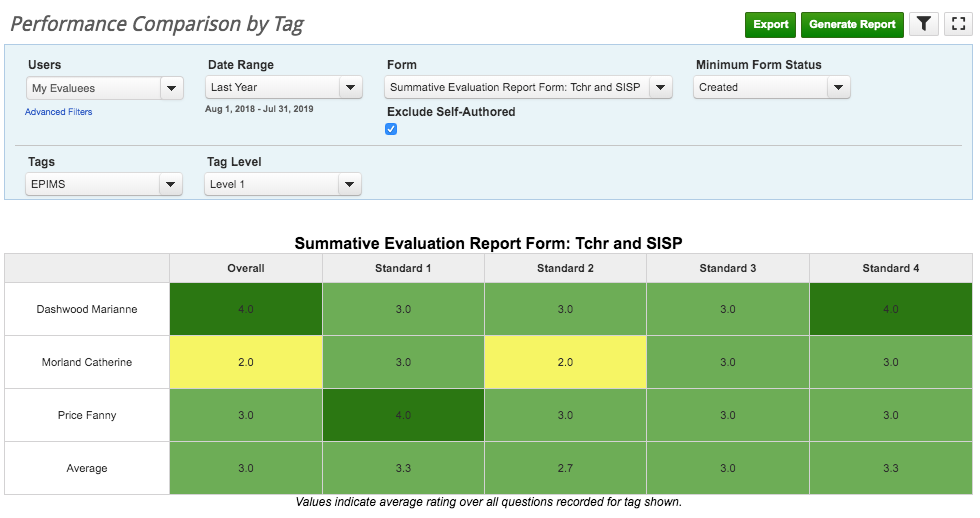 Performance Comparison by Tag
Export
Generate Report
Users
Date Range
Form
Minimum Form Status
My Evaluees
Last Year
Summative Evaluation Report Form: Tchr and SISP
Created
Advanced Filters
Aug 1, 2018 - Jul 31, 2019
Exclude Self-Authored
Tags
Tag Level
EPIMS
Level 1
Summative Evaluation Report Form: Tchr and SISP
Overall Standard 1 Standard 2 Standard 3 Standard 4
Dashwood Marianne 4.0 3.0 3.0 3.0 4.0
Morland Catherine 2.0 3.0 2.0 3.0 3.0
Price Fanny 3.0 4.0 3.0 3.0 3.0
Average 3.0 3.3 2.7 3.0 3.3
Values indicate average rating over all questions recorded for tag shown.